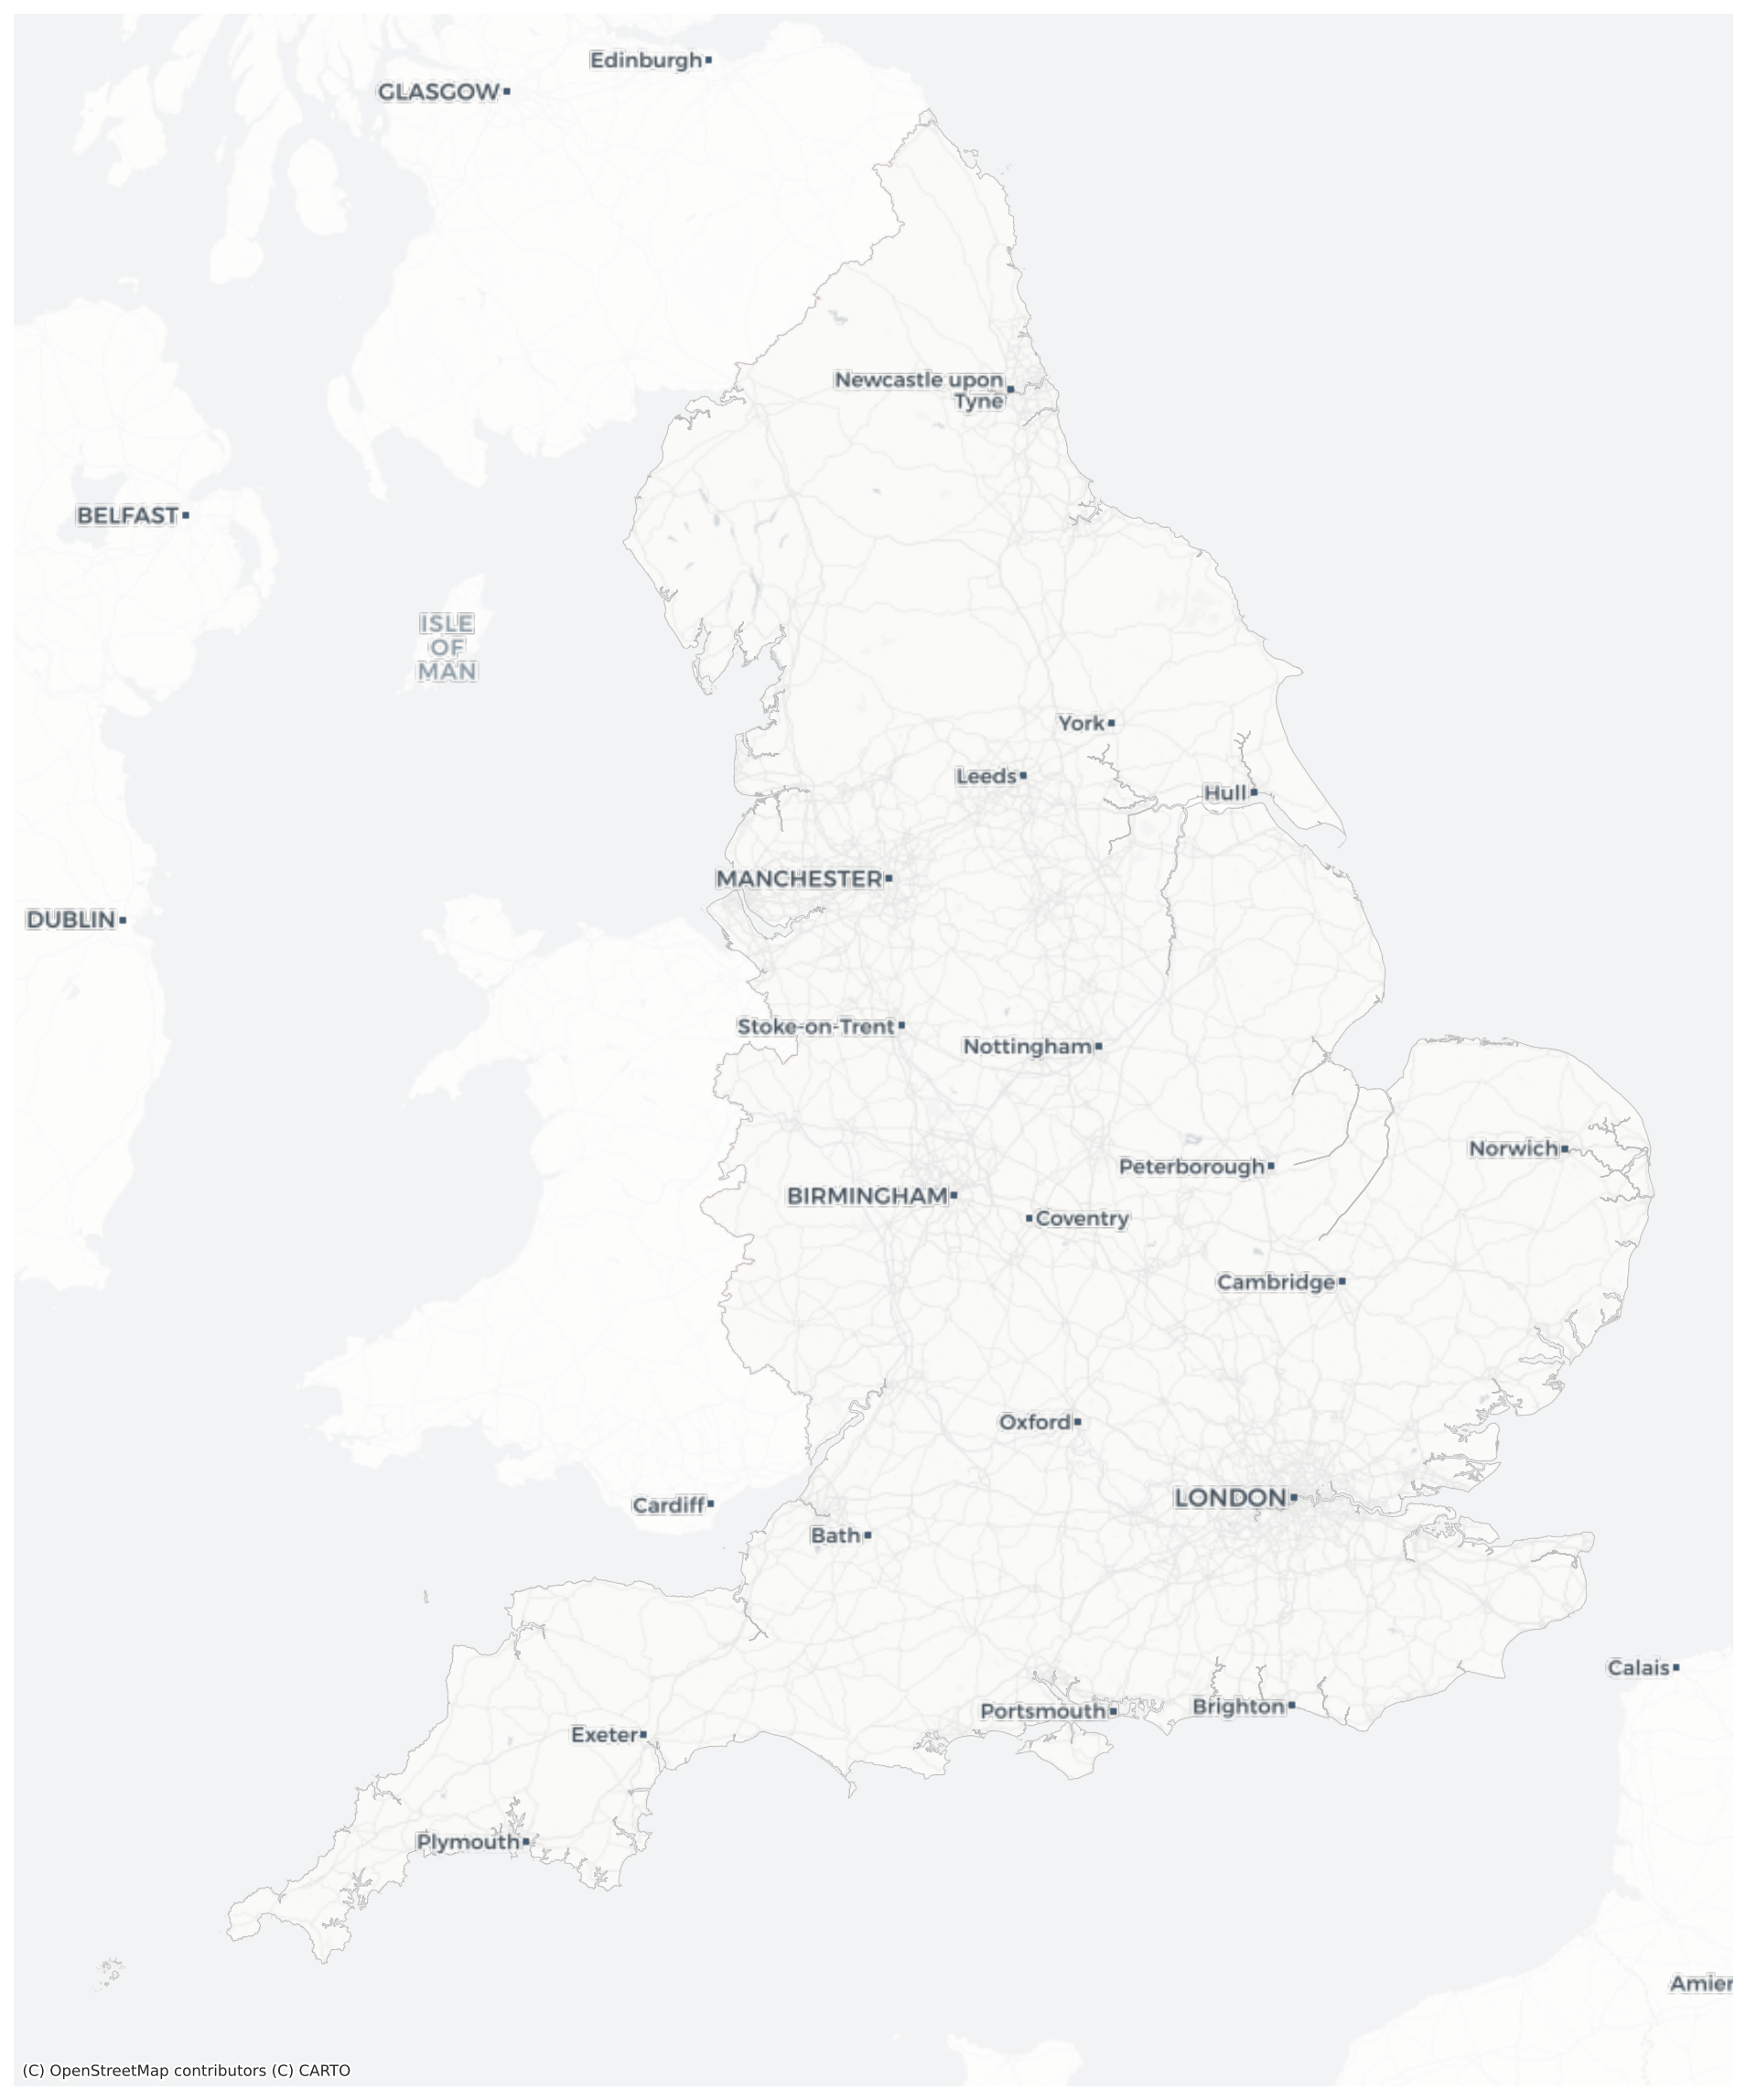 Edinburgh
GLASGOW
Newcastle upon
Tyne
BELFAST
ISLE
OF
MAN
York
Leeds
Hull
MANCHESTER
DUBLIN
Stoke-on-Trent
Nottingham
Norwich
Peterborough
BIRMINGHAM
Coventry
Cambridge
Oxford
LONDON
Cardiff
Bath
Calais
Brighton
Portsmouth
Exeter
Plymouth
Amier
(C) OpenStreetMap contributors (C) CARTO